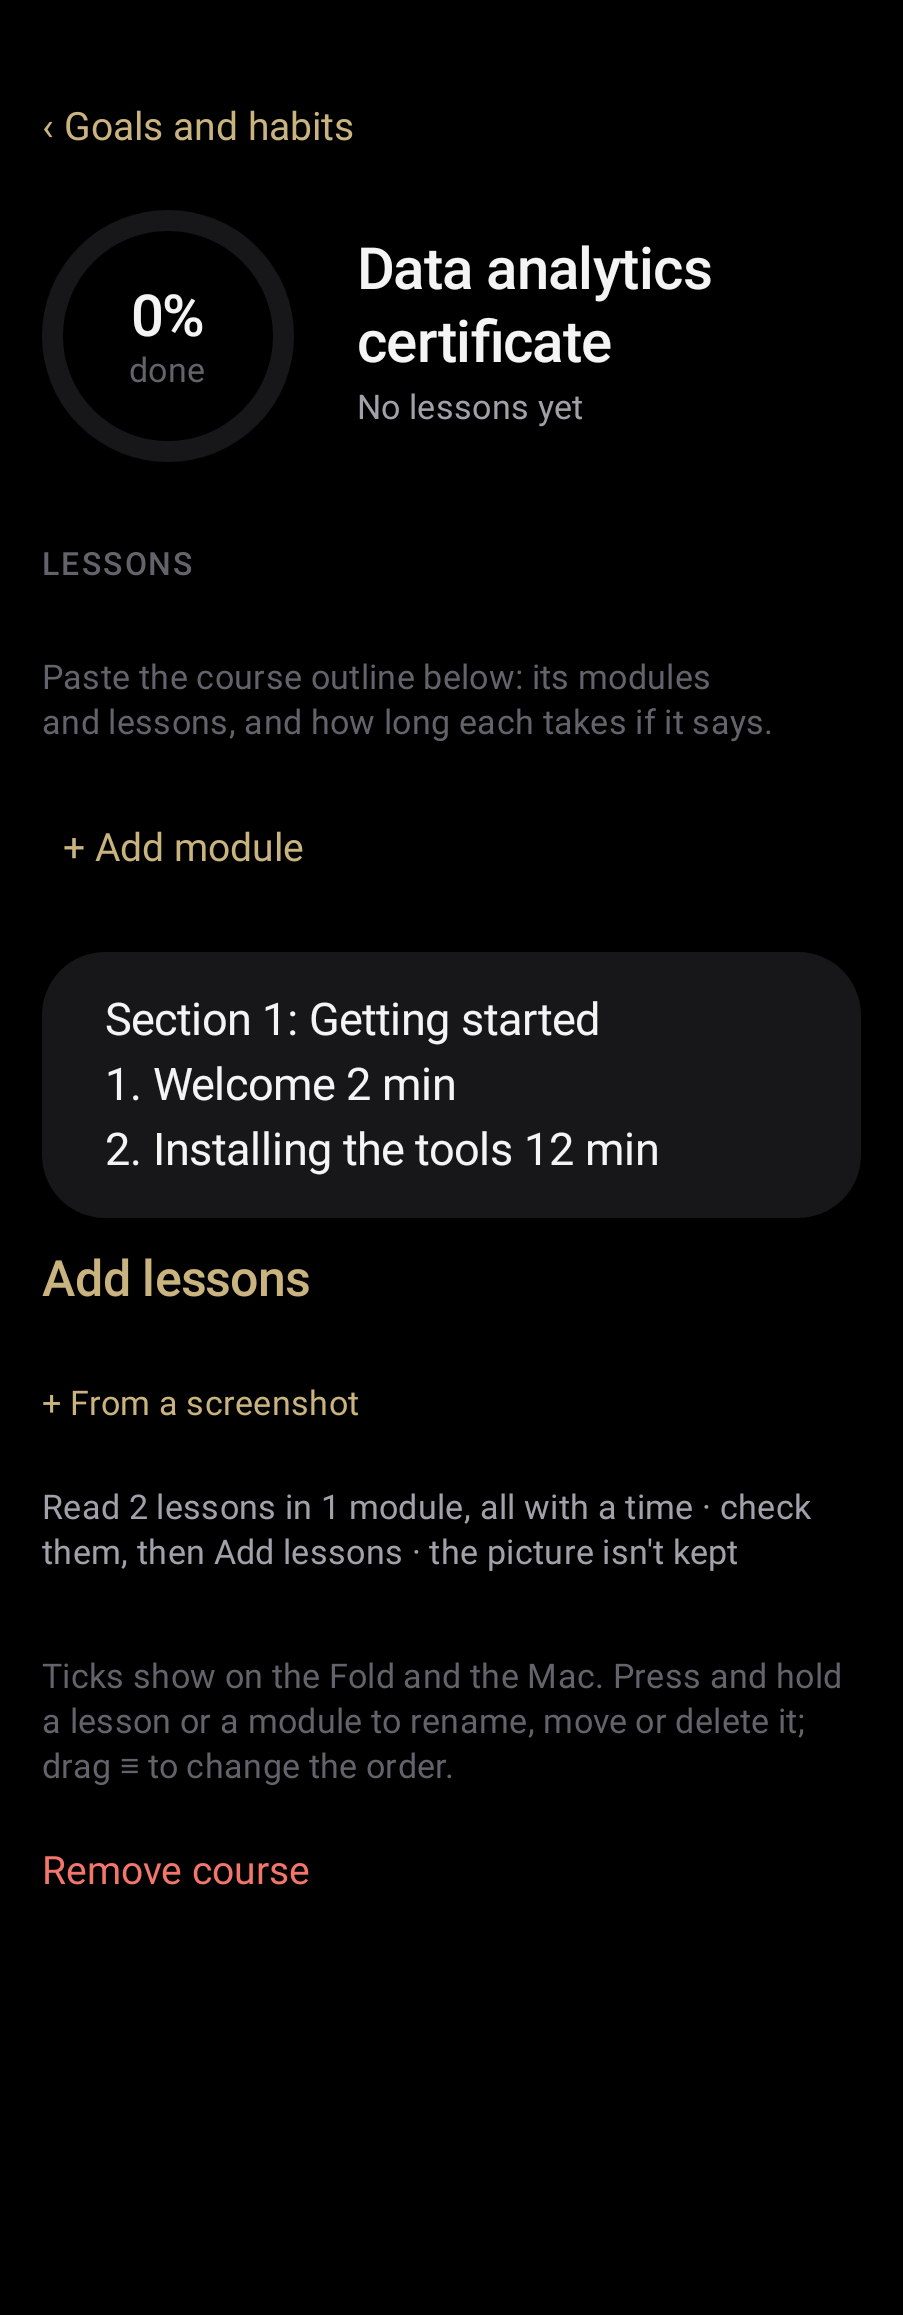 ‹ Goals and habits
0%
done
Data analytics
certificate
No lessons yet
LESSONS
Paste the course outline below: its modules
and lessons, and how long each takes if it says.
+ Add module
Section 1: Getting started
1. Welcome 2 min
2. Installing the tools 12 min
Add lessons
+ From a screenshot
Read 2 lessons in 1 module, all with a time · check
them, then Add lessons · the picture isn't kept
Ticks show on the Fold and the Mac. Press and hold
a lesson or a module to rename, move or delete it;
drag ≡ to change the order.
Remove course